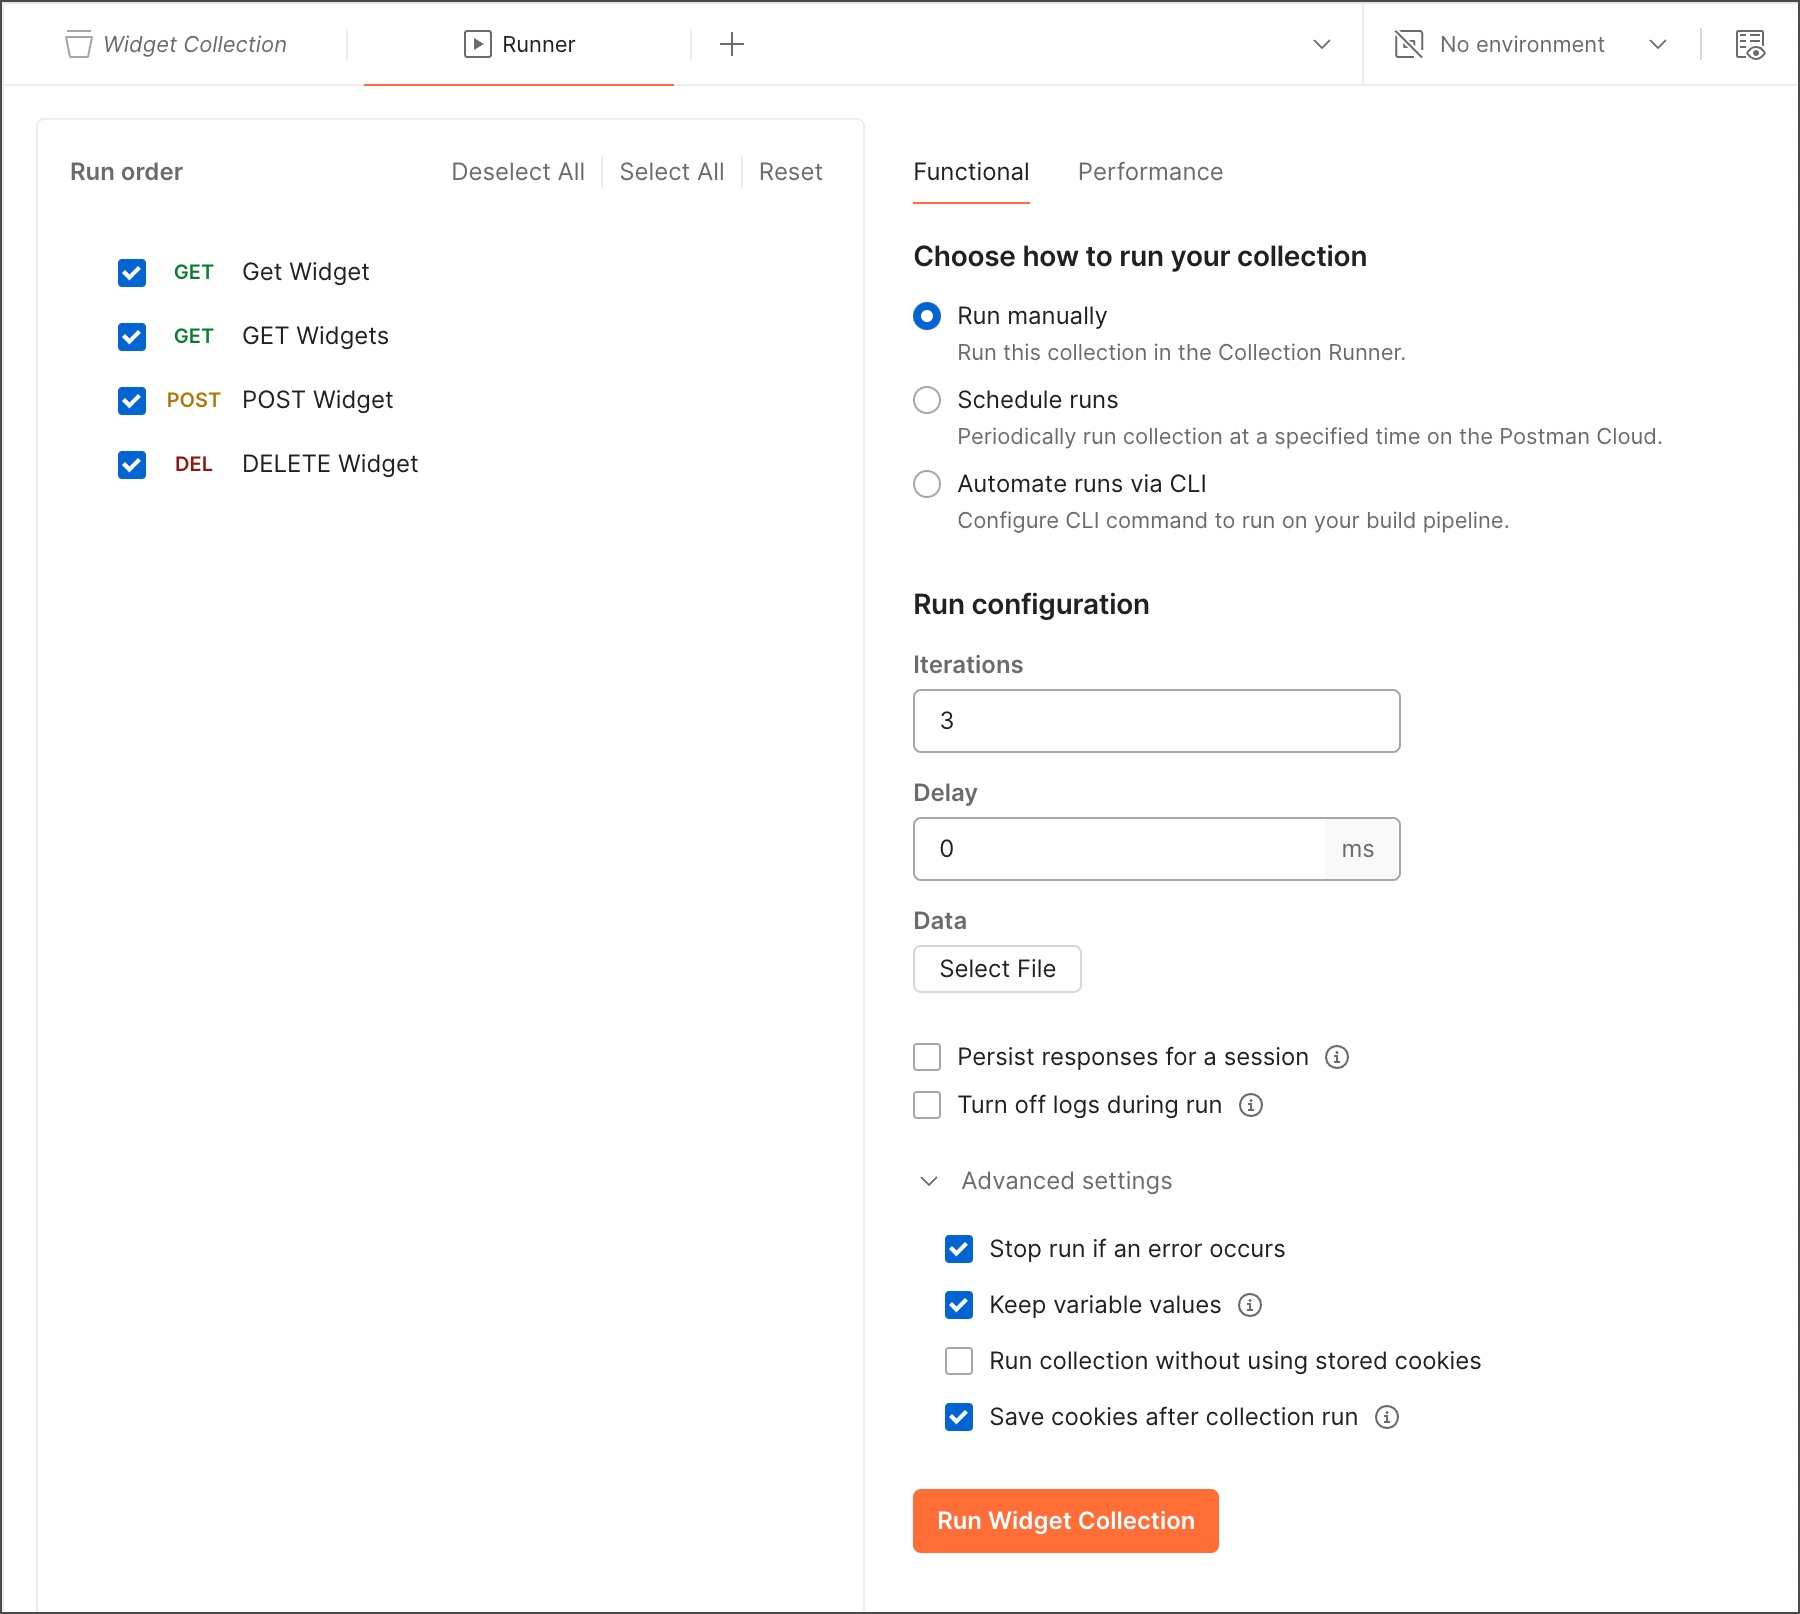 Widget Collection
Runner
No environment
Run order
Deselect All
Select All
Reset
GET Get Widget
GET GET Widgets
POST POST Widget
DEL DELETE Widget
Functional
Performance
Choose how to run your collection
Run manually
Run this collection in the Collection Runner.
Schedule runs
Periodically run collection at a specified time on the Postman Cloud.
Automate runs via CLI
Configure CLI command to run on your build pipeline.
Run configuration
Iterations
3
Delay
0 ms
Data
Select File
Persist responses for a session
Turn off logs during run
Advanced settings
Stop run if an error occurs
Keep variable values
Run collection without using stored cookies
Save cookies after collection run
Run Widget Collection